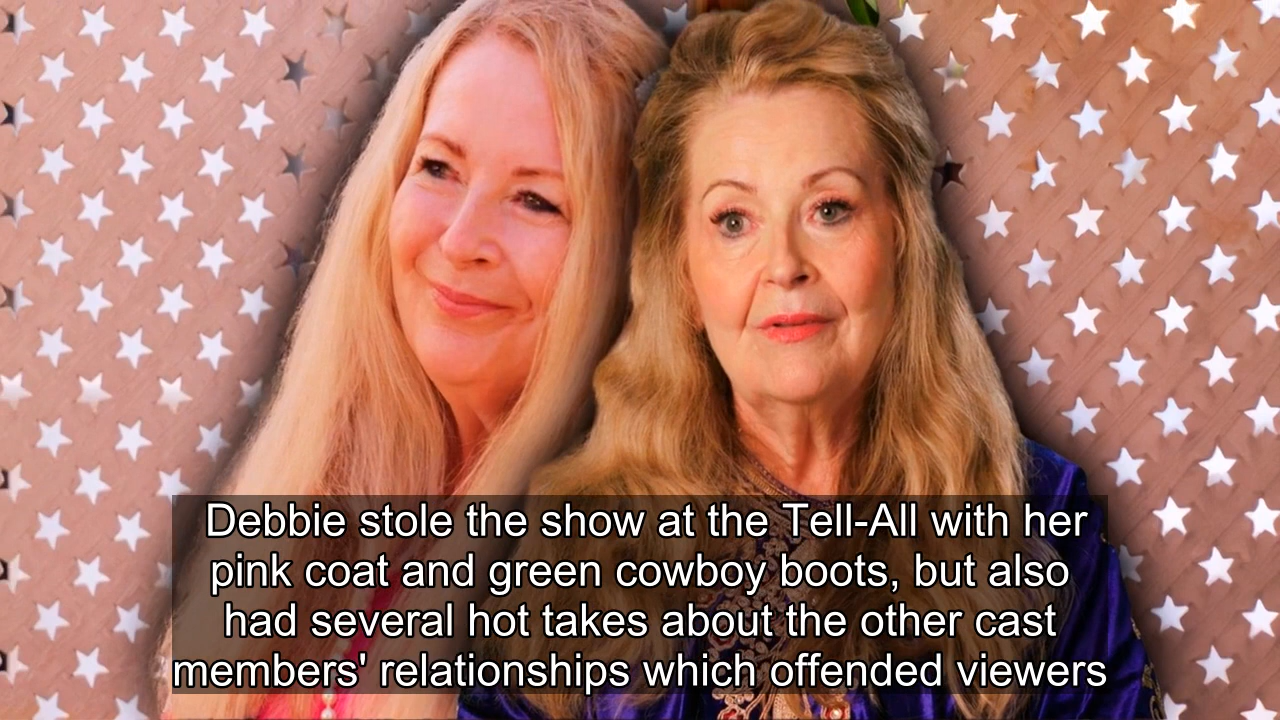 Debbie stole the show at the Tell-All with her
pink coat and green cowboy boots, but also
had several hot takes about the other cast
members' relationships which offended viewers